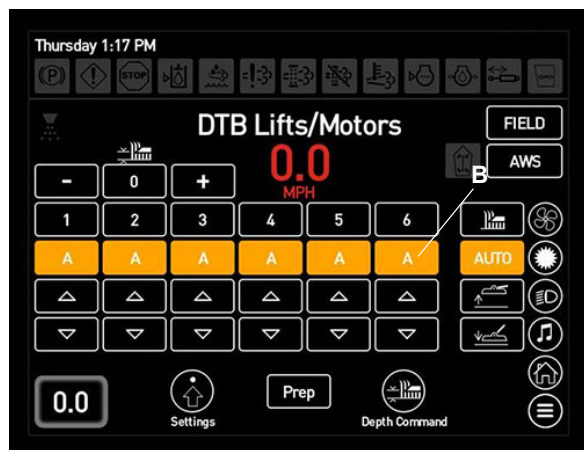 Thursday 1:17 PM
(P) STOP
DTB Lifts/Motors
FIELD
0.0
MPH
AWS
B
- 0 +
1 2 3 4 5 6
A A A A A A AUTO
0.0
Settings
Prep
Depth Command